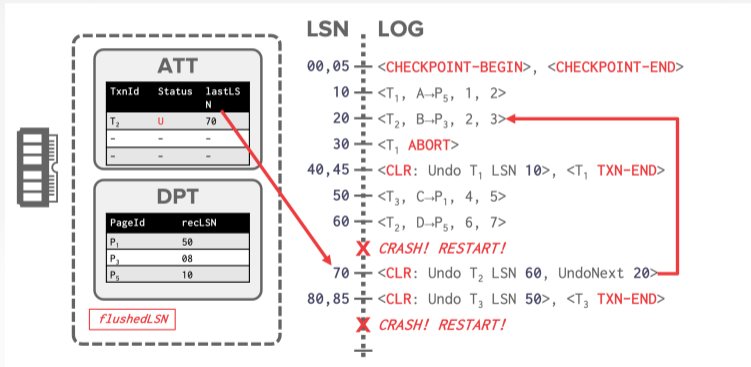 LSN LOG
ATT
TxnId Status lastLS
N
T₂ U 70
- - -
- - -
DPT
PageId recLSN
P₁ 50
P₃ 08
P₅ 10
flushedLSN
00,05 <CHECKPOINT-BEGIN>, <CHECKPOINT-END>
10 <T₁, A→P₅, 1, 2>
20 <T₂, B→P₃, 2, 3>
30 <T₁ ABORT>
40,45 <CLR: Undo T₁ LSN 10>, <T₁ TXN-END>
50 <T₃, C→P₁, 4, 5>
60 <T₂, D→P₅, 6, 7>
X CRASH! RESTART!
70 <CLR: Undo T₂ LSN 60, UndoNext 20>
80,85 <CLR: Undo T₃ LSN 50>, <T₃ TXN-END>
X CRASH! RESTART!